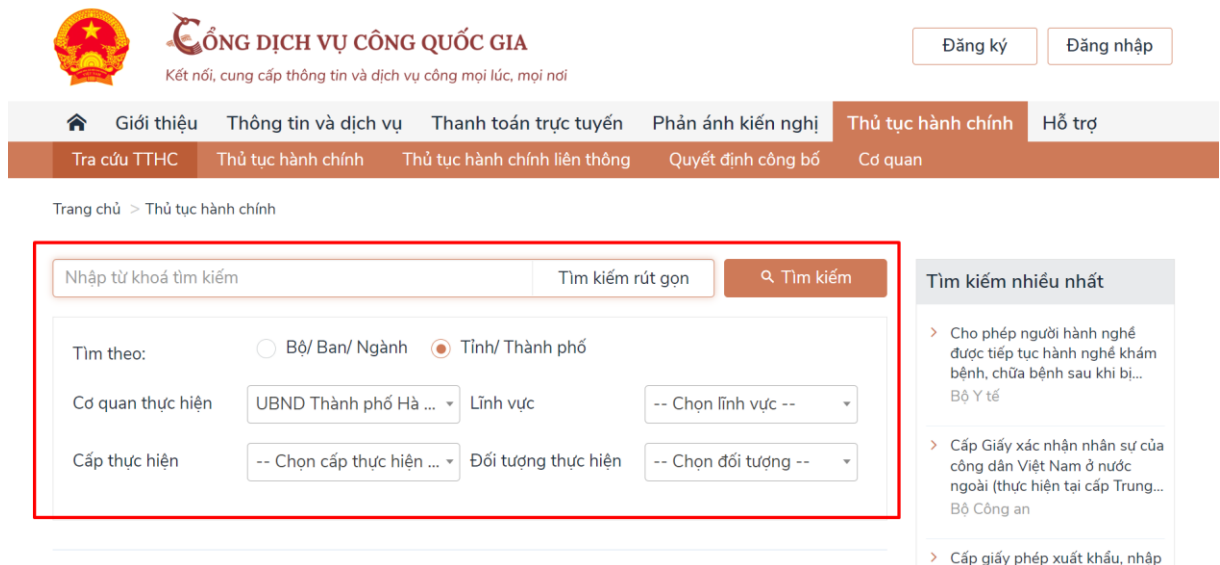 CỔNG DỊCH VỤ CÔNG QUỐC GIA
Kết nối, cung cấp thông tin và dịch vụ công mọi lúc, mọi nơi
Đăng ký Đăng nhập
Giới thiệu Thông tin và dịch vụ Thanh toán trực tuyến Phản ánh kiến nghị Thủ tục hành chính Hỗ trợ
Tra cứu TTHC Thủ tục hành chính Thủ tục hành chính liên thông Quyết định công bố Cơ quan
Trang chủ > Thủ tục hành chính
Nhập từ khoá tìm kiếm Tìm kiếm rút gọn Tìm kiếm
Tìm theo: Bộ/ Ban/ Ngành Tỉnh/ Thành phố
Cơ quan thực hiện UBND Thành phố Hà ... Lĩnh vực -- Chọn lĩnh vực --
Cấp thực hiện -- Chọn cấp thực hiện ... Đối tượng thực hiện -- Chọn đối tượng --
Tìm kiếm nhiều nhất
Cho phép người hành nghề
được tiếp tục hành nghề khám
bệnh, chữa bệnh sau khi bị...
Bộ Y tế
Cấp Giấy xác nhận nhân sự của
công dân Việt Nam ở nước
ngoài (thực hiện tại cấp Trung...
Bộ Công an
Cấp giấy phép xuất khẩu, nhập